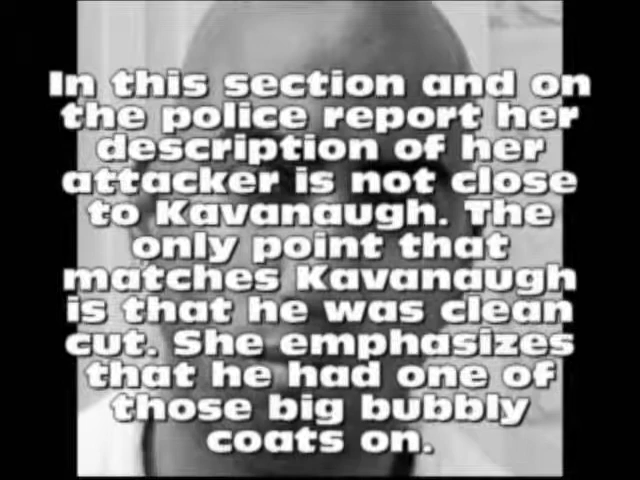 In this section and on
the police report her
description of her
attacker is not close
to Kavanaugh. The
only point that
matches Kavanaugh
is that he was clean
cut. She emphasizes
that he had one of
those big bubbly
coats on.